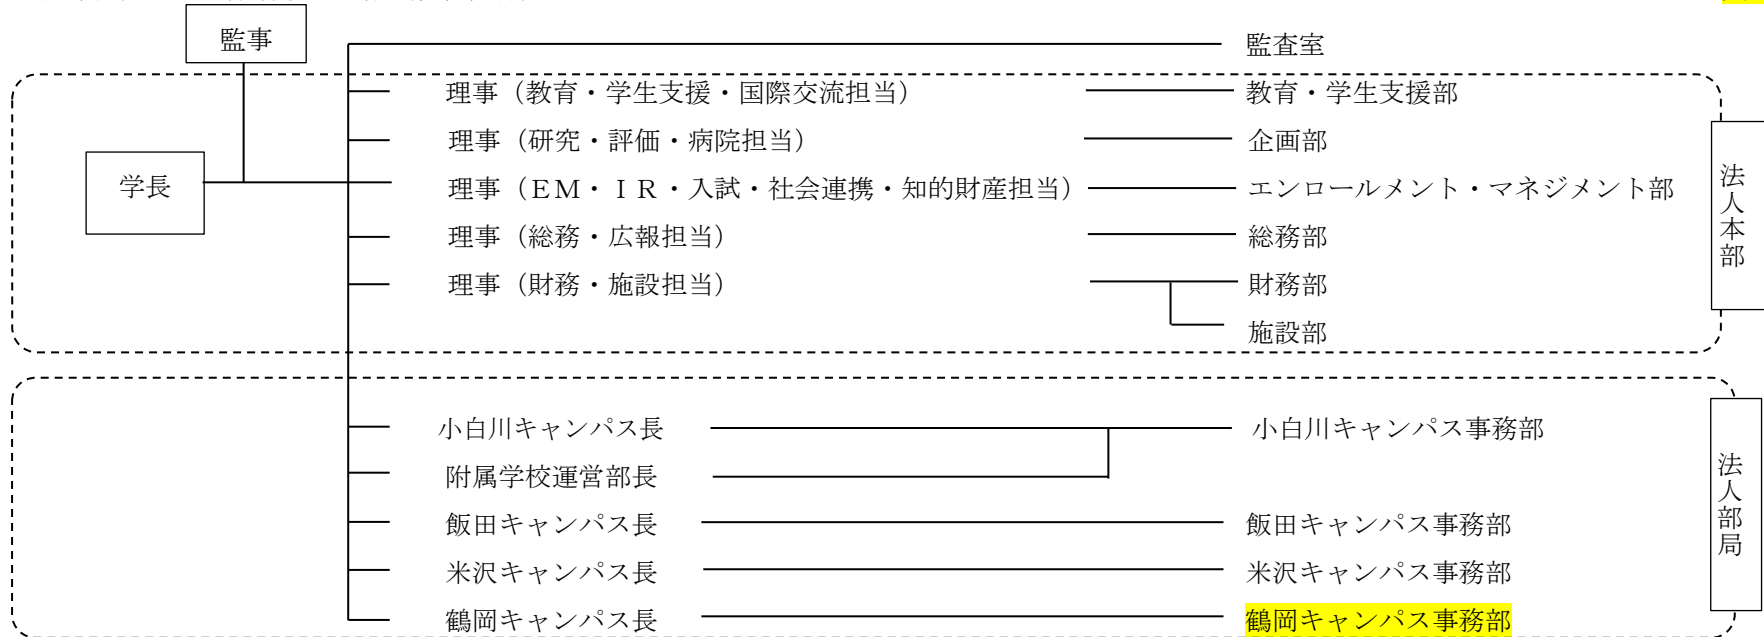 監事
監査室
理事（教育・学生支援・国際交流担当） 教育・学生支援部
理事（研究・評価・病院担当） 企画部
学長
理事（ＥＭ・ＩＲ・入試・社会連携・知的財産担当） エンロールメント・マネジメント部
理事（総務・広報担当） 総務部
理事（財務・施設担当） 財務部
施設部
法人本部
小白川キャンパス長 小白川キャンパス事務部
附属学校運営部長
飯田キャンパス長 飯田キャンパス事務部
米沢キャンパス長 米沢キャンパス事務部
鶴岡キャンパス長 鶴岡キャンパス事務部
法人部局